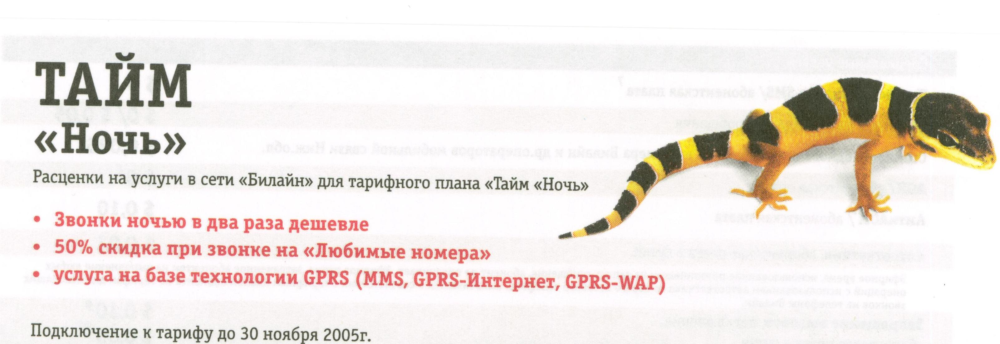 ТАЙМ
«Ночь»
Расценки на услуги в сети «Билайн» для тарифного плана «Тайм «Ночь»
• Звонки ночью в два раза дешевле
• 50% скидка при звонке на «Любимые номера»
• услуга на базе технологии GPRS (MMS, GPRS-Интернет, GPRS-WAP)
Подключение к тарифу до 30 ноября 2005г.